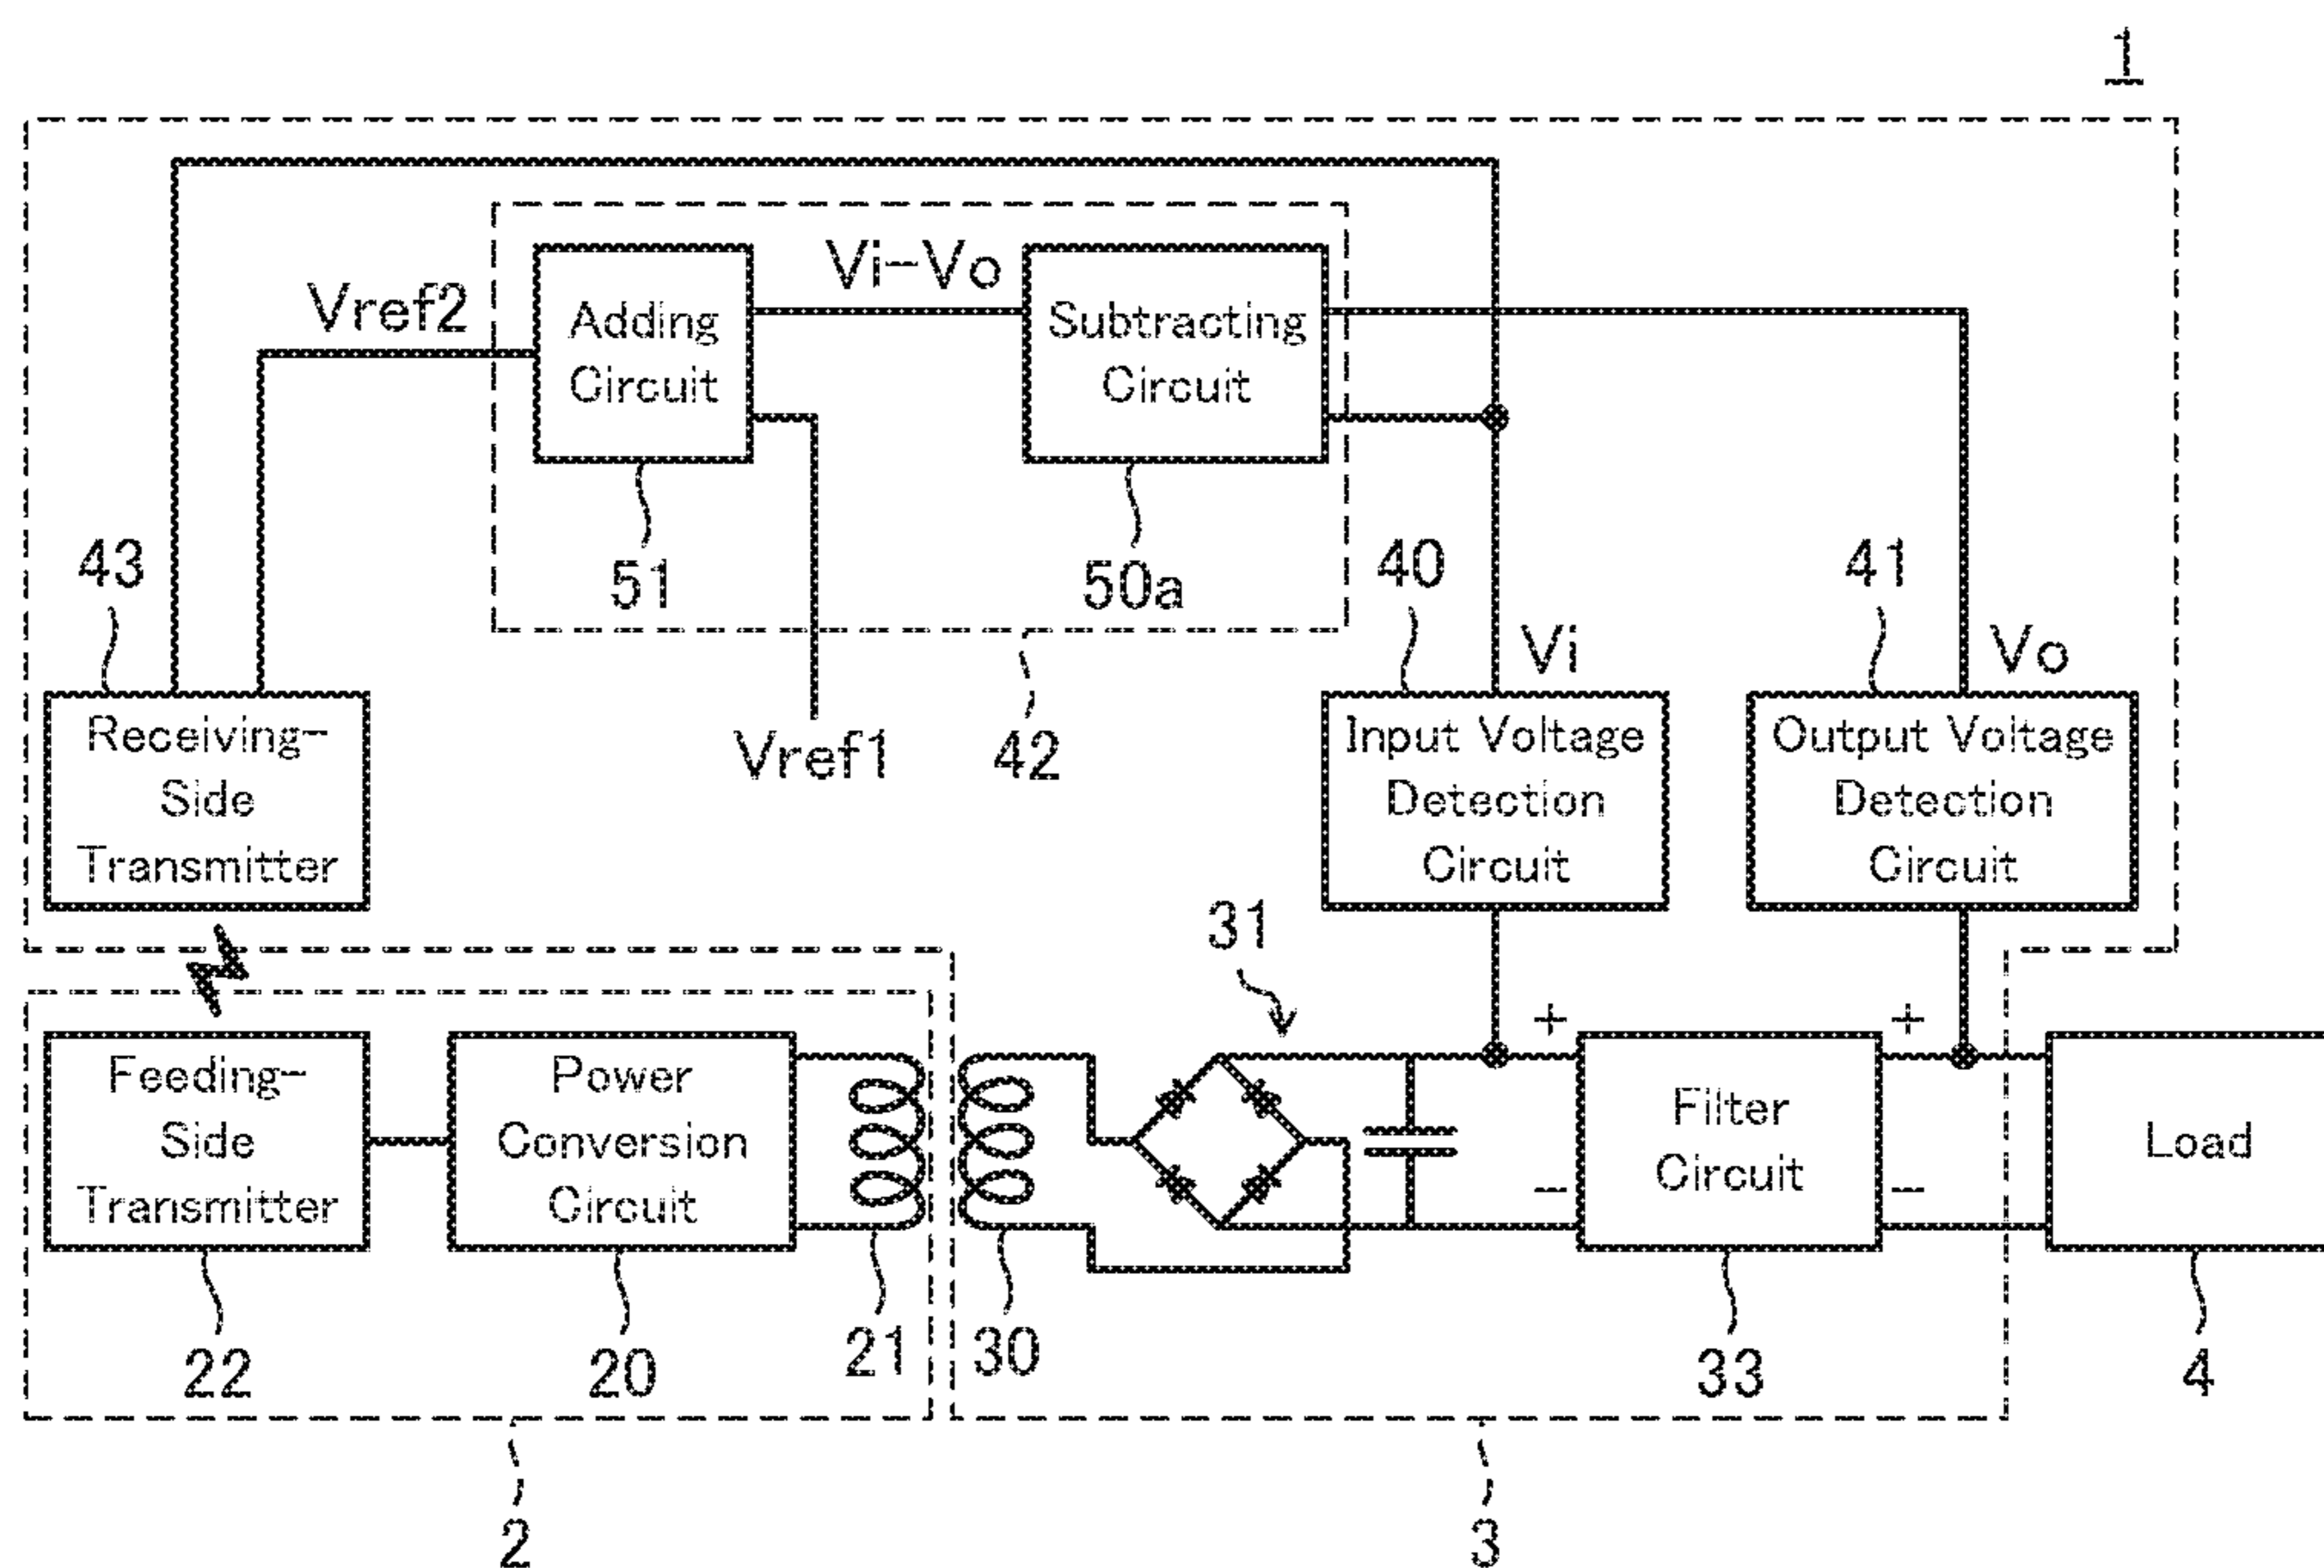 1
Vref2
Adding
Circuit
Vi-Vo
Subtracting
Circuit
43
51
50a
40
41
Vi
Vo
Vref1
42
Receiving-
Side
Transmitter
Input Voltage
Detection
Circuit
Output Voltage
Detection
Circuit
31
+
+
Feeding-
Side
Transmitter
Power
Conversion
Circuit
Filter
Circuit
Load
-
-
22
20
21
30
33
4
2
3